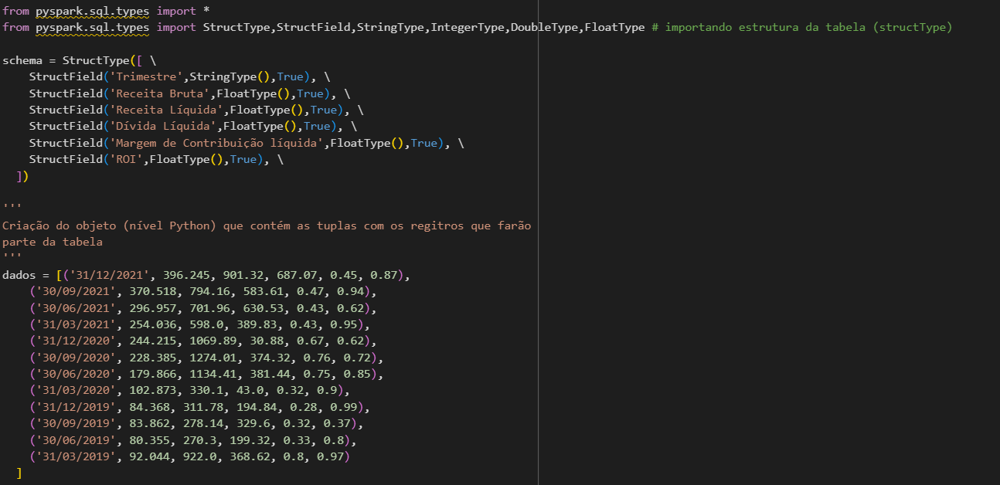 from pyspark.sql.types import *
from pyspark.sql.types import StructType,StructField,StringType,IntegerType,DoubleType,FloatType # importando estrutura da tabela (structType)
schema = StructType([ \
    StructField('Trimestre',StringType(),True), \
    StructField('Receita Bruta',FloatType(),True), \
    StructField('Receita Líquida',FloatType(),True), \
    StructField('Dívida Líquida',FloatType(),True), \
    StructField('Margem de Contribuição líquida',FloatType(),True), \
    StructField('ROI',FloatType(),True), \
  ])
'''
Criação do objeto (nível Python) que contém as tuplas com os regitros que farão
parte da tabela
'''
dados = [('31/12/2021', 396.245, 901.32, 687.07, 0.45, 0.87),
    ('30/09/2021', 370.518, 794.16, 583.61, 0.47, 0.94),
    ('30/06/2021', 296.957, 701.96, 630.53, 0.43, 0.62),
    ('31/03/2021', 254.036, 598.0, 389.83, 0.43, 0.95),
    ('31/12/2020', 244.215, 1069.89, 30.88, 0.67, 0.62),
    ('30/09/2020', 228.385, 1274.01, 374.32, 0.76, 0.72),
    ('30/06/2020', 179.866, 1134.41, 381.44, 0.75, 0.85),
    ('31/03/2020', 102.873, 330.1, 43.0, 0.32, 0.9),
    ('31/12/2019', 84.368, 311.78, 194.84, 0.28, 0.99),
    ('30/09/2019', 83.862, 278.14, 329.6, 0.32, 0.37),
    ('30/06/2019', 80.355, 270.3, 199.32, 0.33, 0.8),
    ('31/03/2019', 92.044, 922.0, 368.62, 0.8, 0.97)
  ]